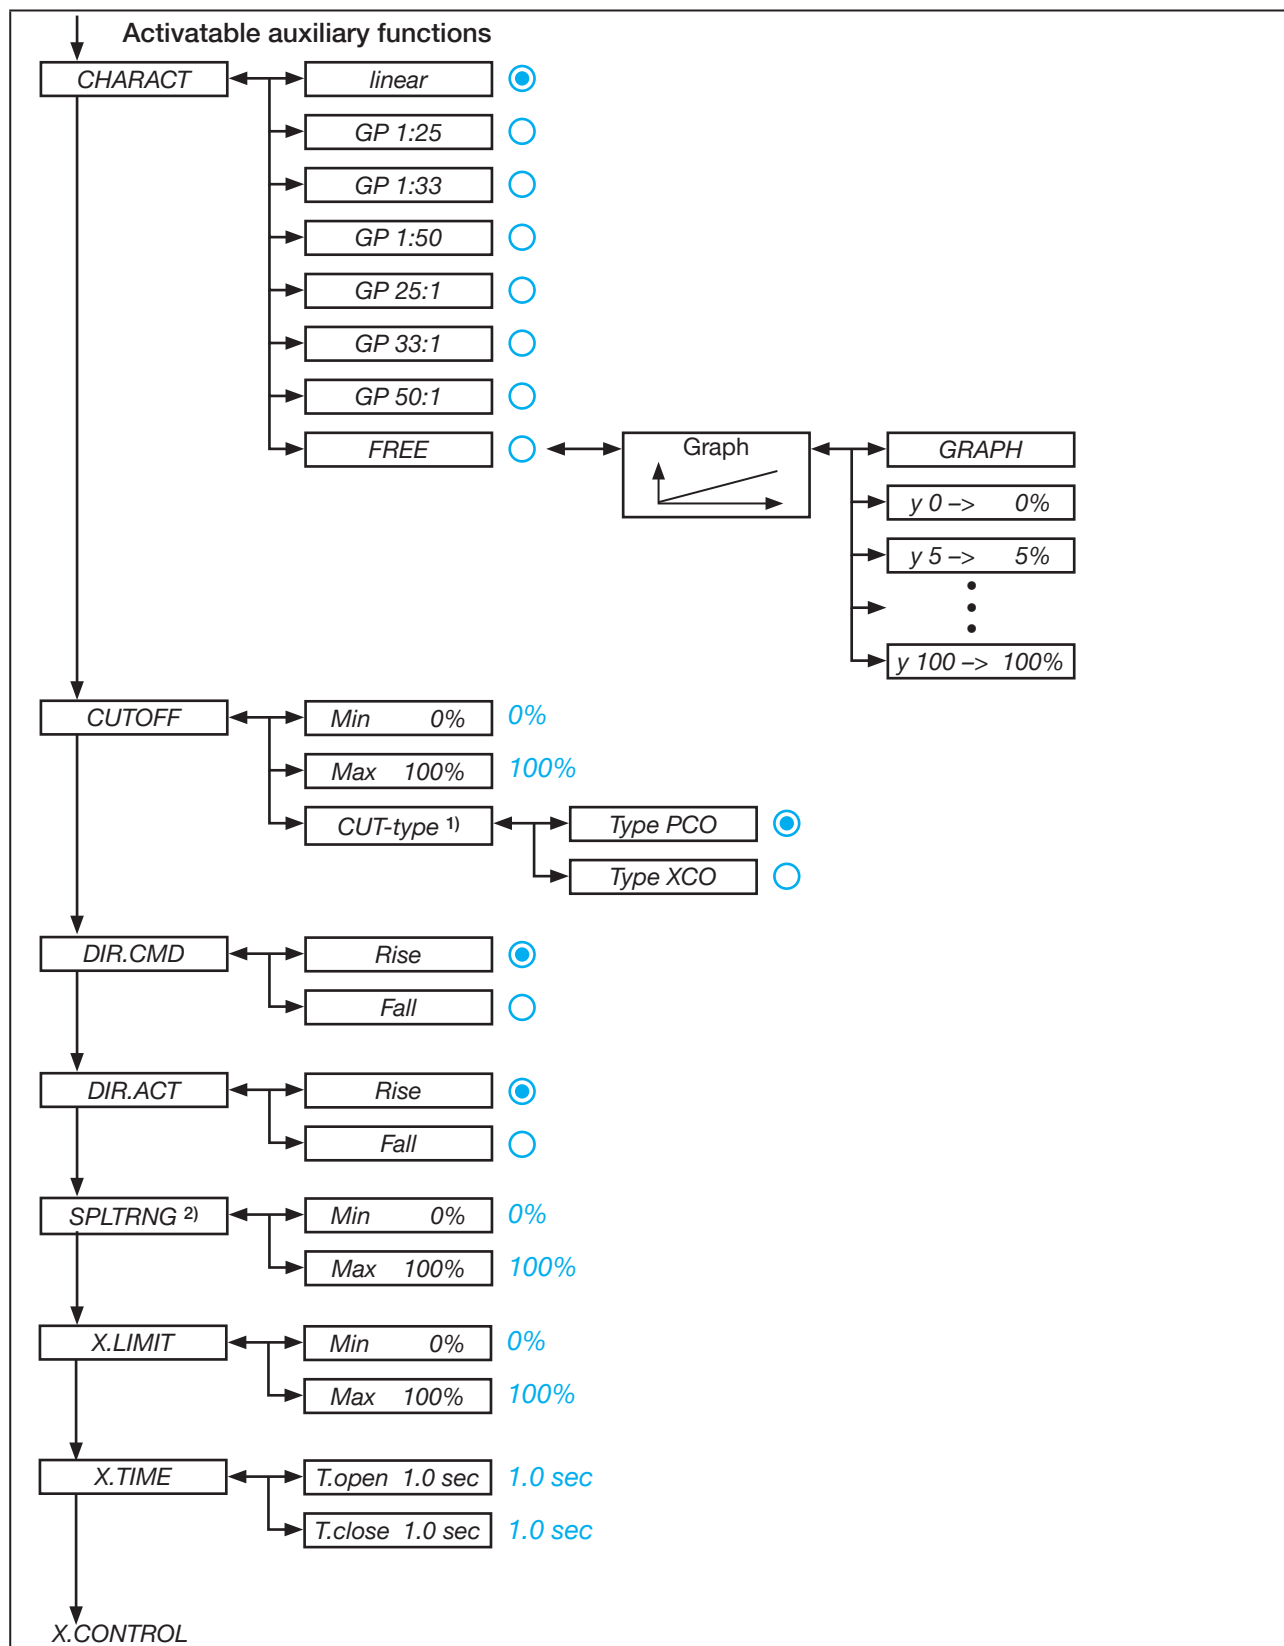 Activatable auxiliary functions
CHARACT
linear
GP 1:25
GP 1:33
GP 1:50
GP 25:1
GP 33:1
GP 50:1
FREE
Graph
GRAPH
y 0 –> 0%
y 5 –> 5%
y 100 –> 100%
CUTOFF
Min 0% 0%
Max 100% 100%
CUT-type 1)
Type PCO
Type XCO
DIR.CMD
Rise
Fall
DIR.ACT
Rise
Fall
SPLTRNG 2)
Min 0% 0%
Max 100% 100%
X.LIMIT
Min 0% 0%
Max 100% 100%
X.TIME
T.open 1.0 sec 1.0 sec
T.close 1.0 sec 1.0 sec
X.CONTROL